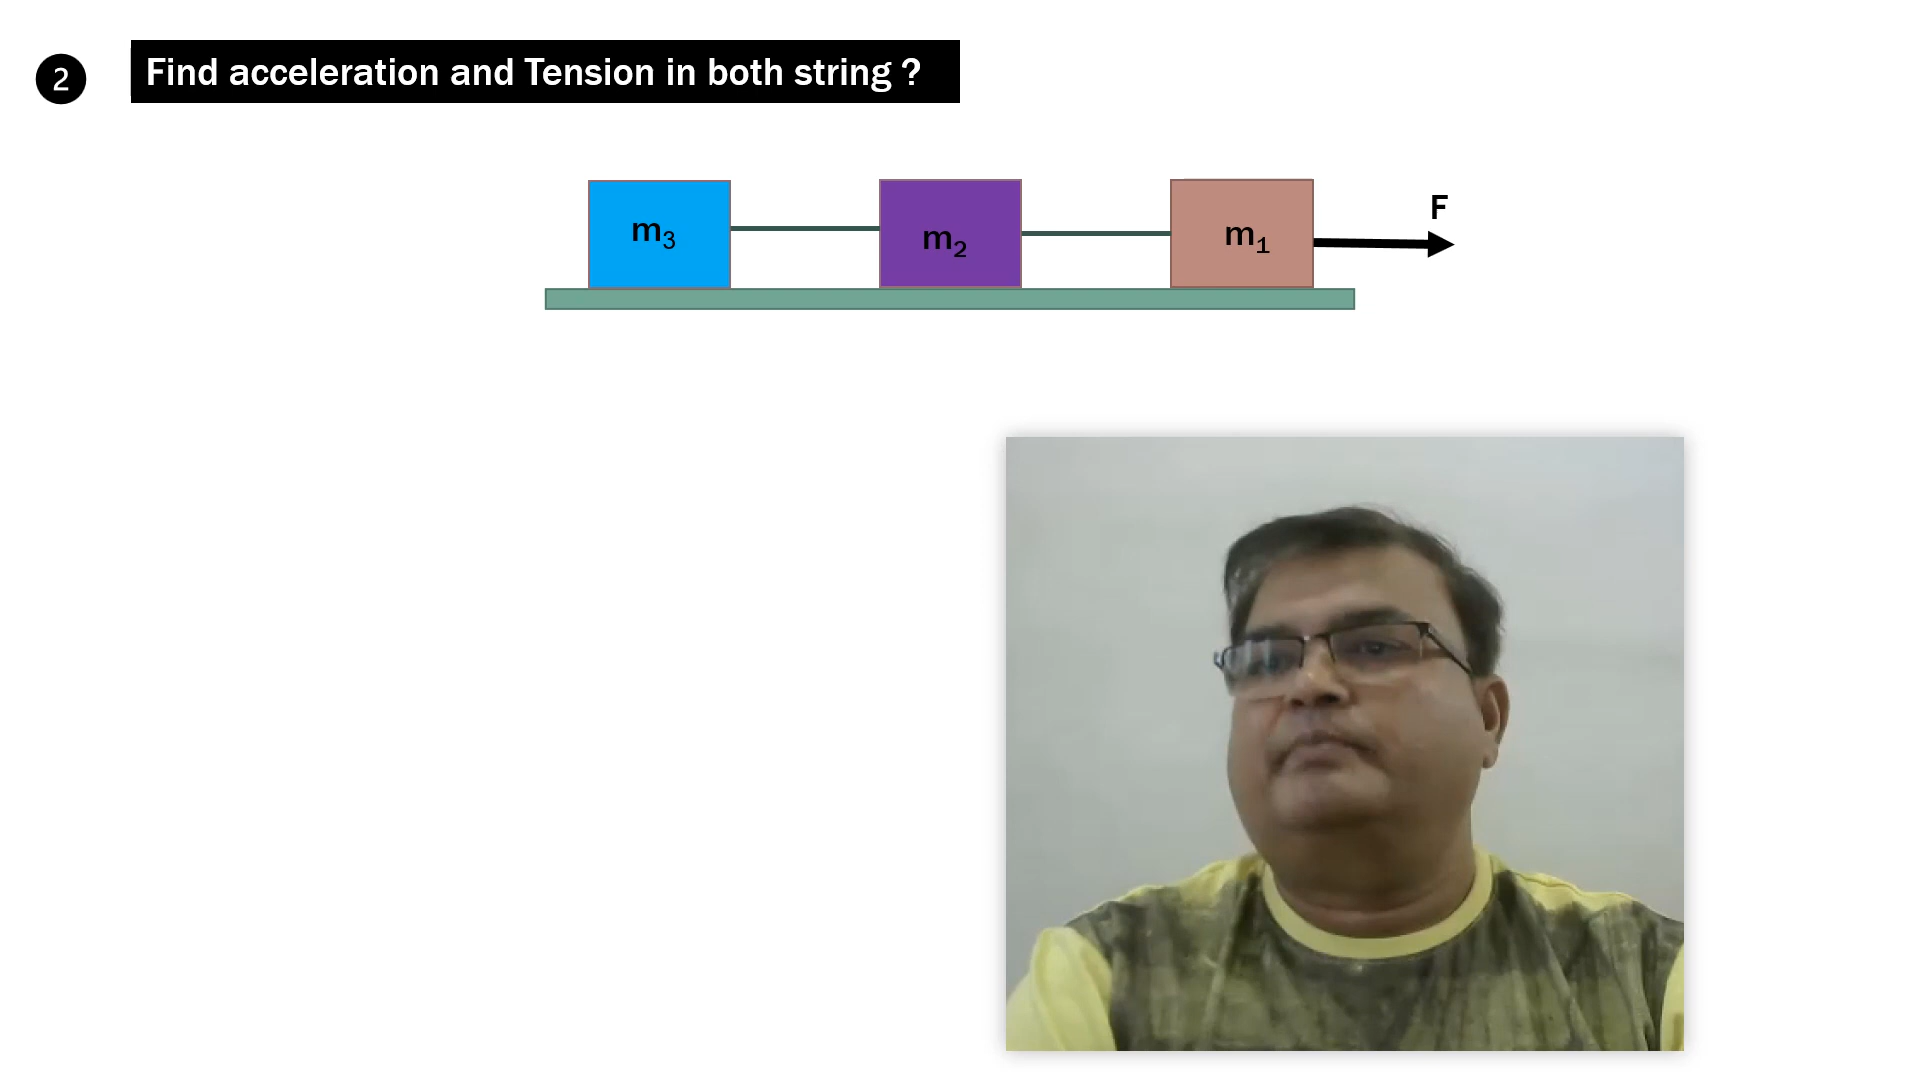 2
Find acceleration and Tension in both string ?
F
m₃
m₂
m₁